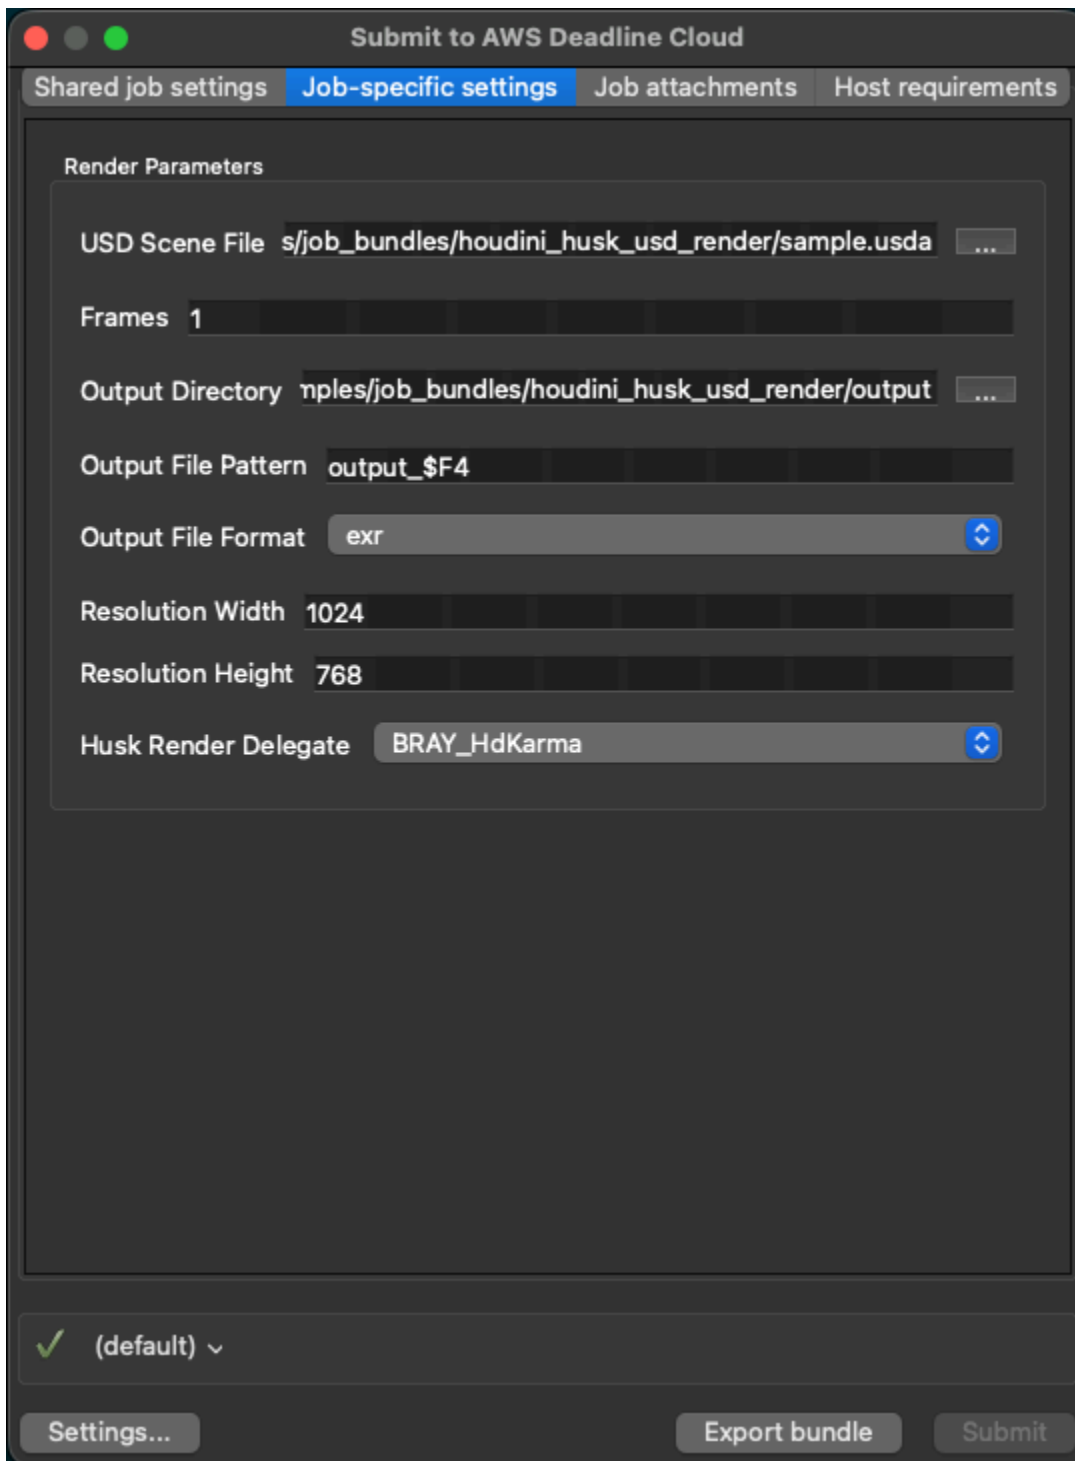 Submit to AWS Deadline Cloud
Shared job settings Job-specific settings Job attachments Host requirements
Render Parameters
USD Scene File s/job_bundles/houdini_husk_usd_render/sample.usda ...
Frames 1
Output Directory mples/job_bundles/houdini_husk_usd_render/output ...
Output File Pattern output_$F4
Output File Format exr
Resolution Width 1024
Resolution Height 768
Husk Render Delegate BRAY_HdKarma
(default)
Settings... Export bundle Submit